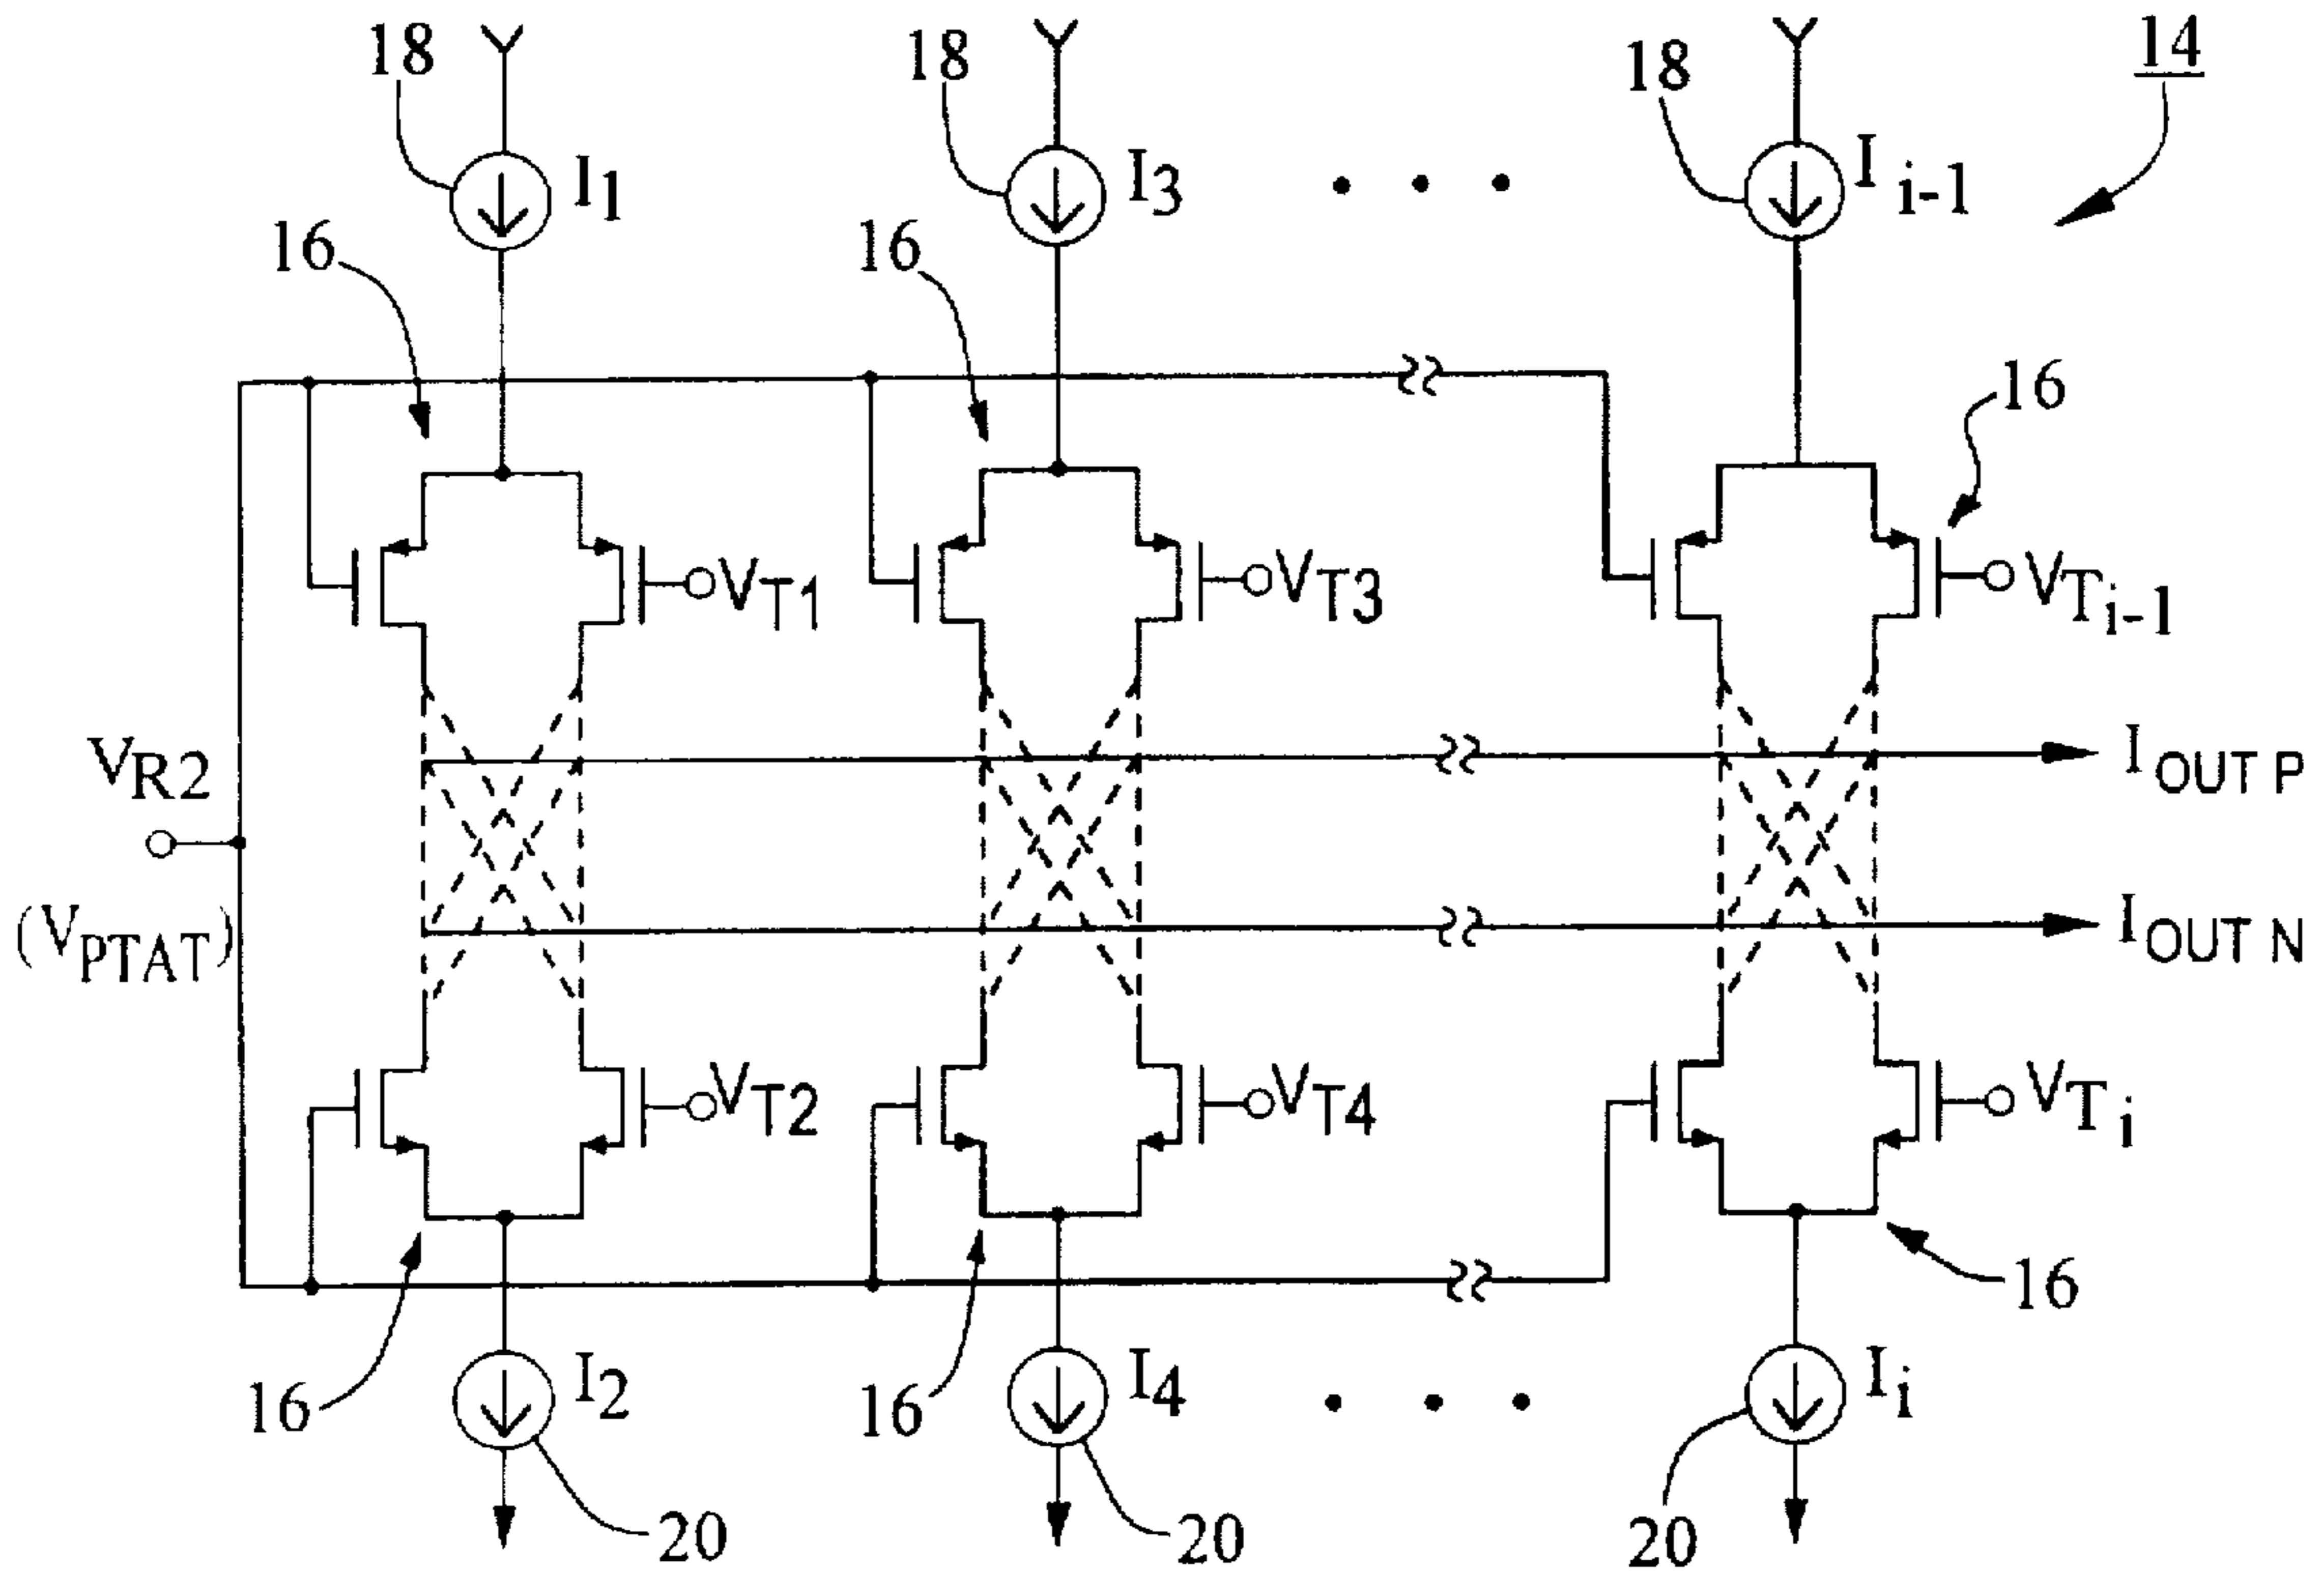 18
18
18
14
I1
I3
Ii-1
16
16
16
VT1
VT3
VTi-1
VR2
(VPTAT)
IOUT P
IOUT N
VT2
VT4
VTi
16
16
16
I2
I4
Ii
20
20
20